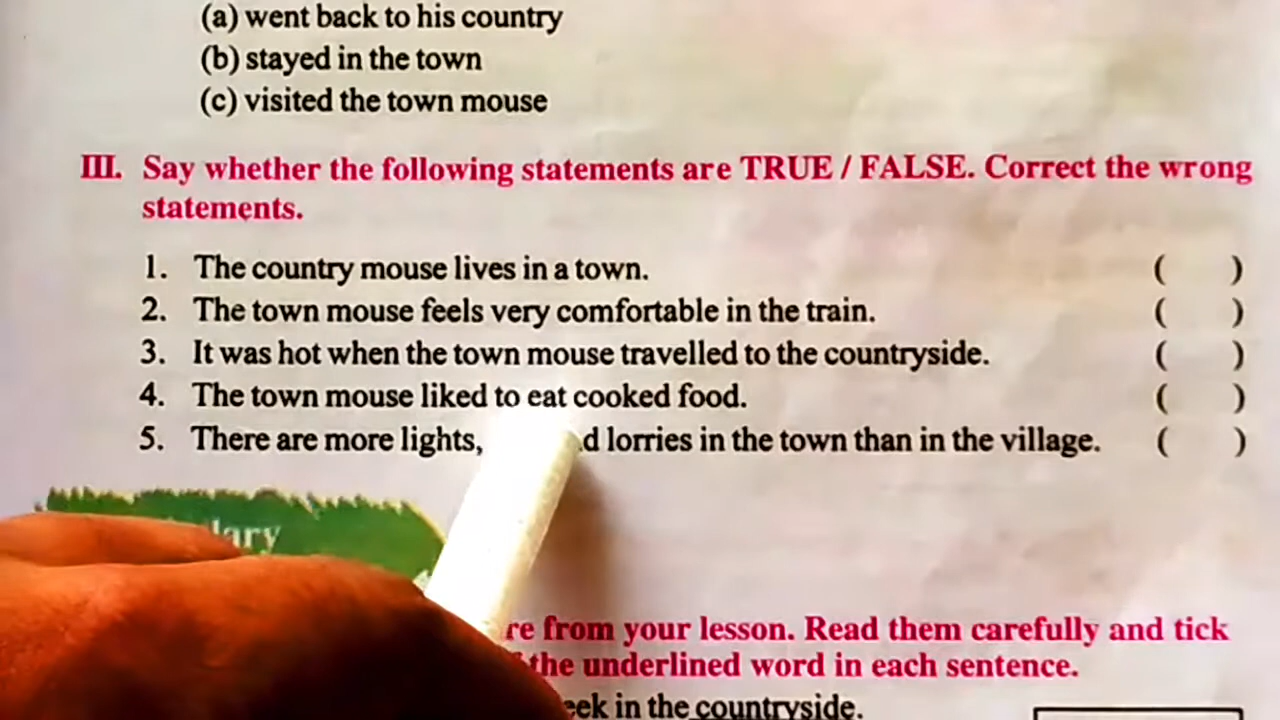 (a) went back to his country
(b) stayed in the town
(c) visited the town mouse
III. Say whether the following statements are TRUE / FALSE. Correct the wrong
statements.
1. The country mouse lives in a town. ( )
2. The town mouse feels very comfortable in the train. ( )
3. It was hot when the town mouse travelled to the countryside. ( )
4. The town mouse liked to eat cooked food. ( )
5. There are more lights, lorries in the town than in the village. ( )
from your lesson. Read them carefully and tick
the underlined word in each sentence.
in the countryside.